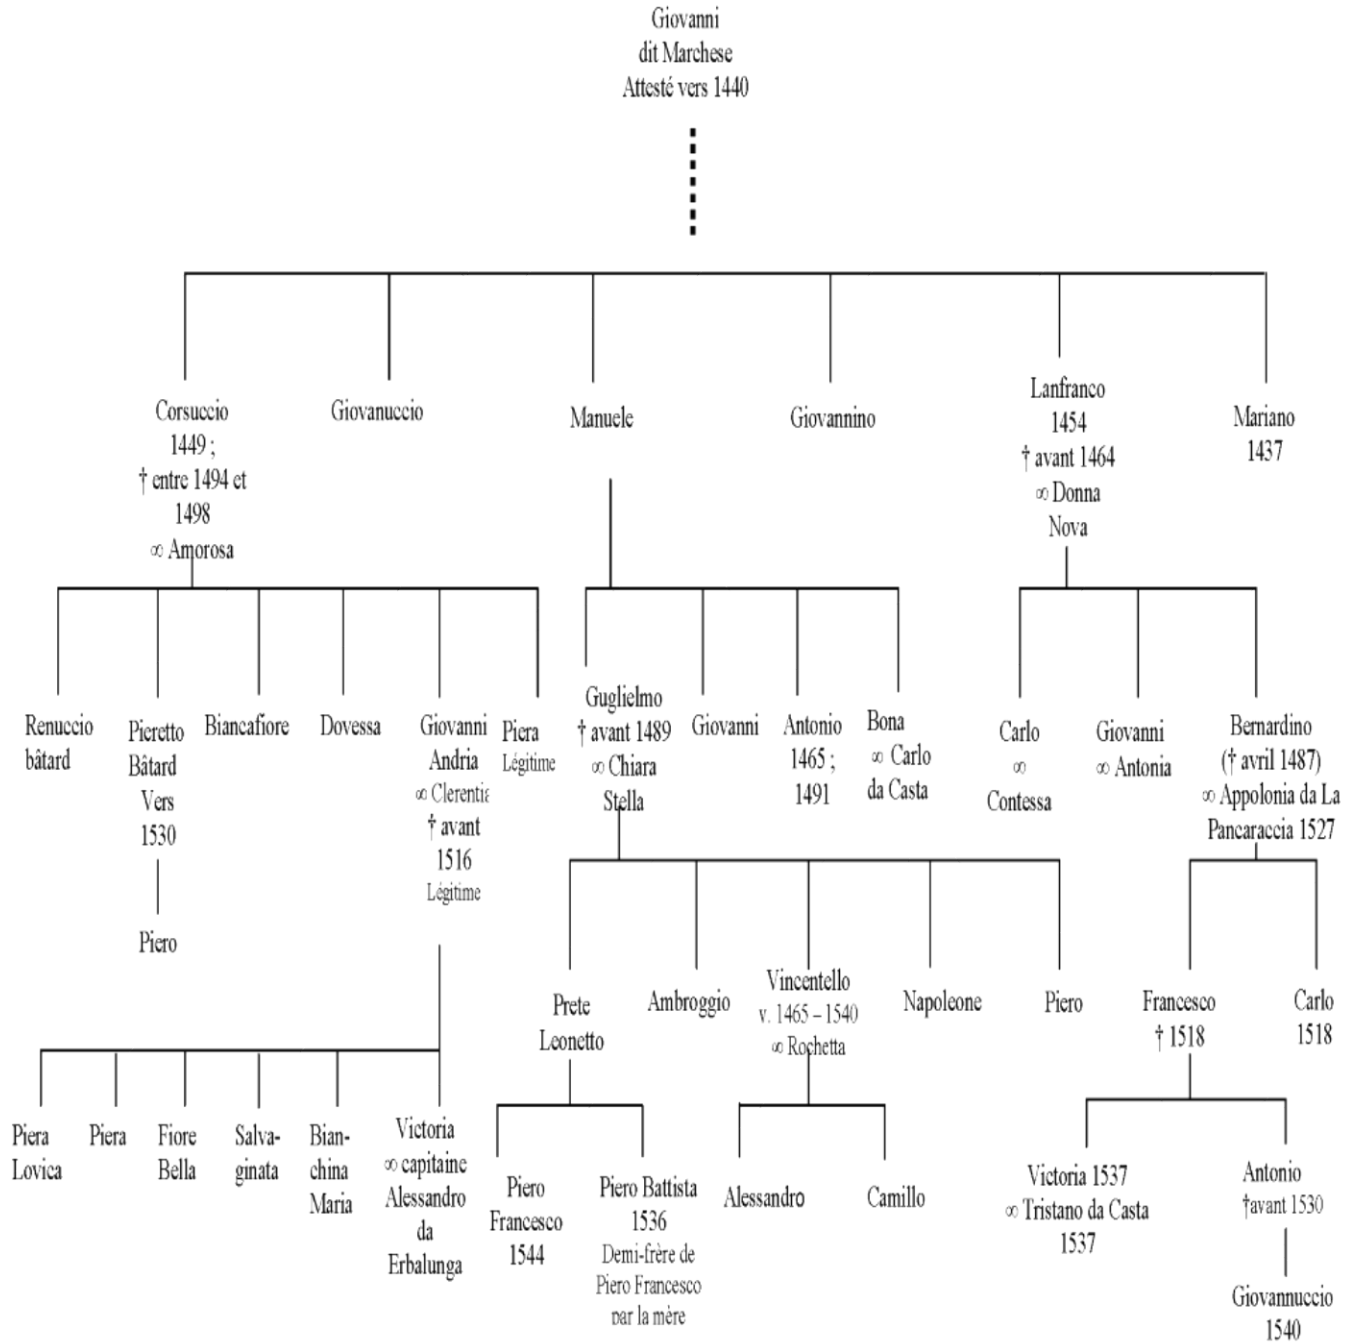 Giovanni
dit Marchese
Attesté vers 1440
Corsuccio
1449 ;
† entre 1494 et
1498
∞ Amorosa
Giovanuccio
Manuele
Giovannino
Lanfranco
1454
† avant 1464
∞ Donna
Nova
Mariano
1437
Renuccio
bâtard
Pieretto
Bâtard
Vers
1530
Biancafiore
Dovessa
Giovanni
Andria
∞ Clerentia
† avant
1516
Légitime
Piera
Légitime
Guglielmo
† avant 1489
∞ Chiara
Stella
Giovanni
Antonio
1465 ;
1491
Bona
∞ Carlo
da Casta
Carlo
∞
Contessa
Giovanni
∞ Antonia
Bernardino
(† avril 1487)
∞ Appolonia da La
Pancaraccia 1527
Piero
Prete
Leonetto
Ambroggio
Vincentello
v. 1465 – 1540
∞ Rochetta
Napoleone
Piero
Francesco
† 1518
Carlo
1518
Piera
Lovica
Piera
Fiore
Bella
Salva-
ginata
Bian-
china
Maria
Victoria
∞ capitaine
Alessandro
da
Erbalunga
Piero
Francesco
1544
Piero Battista
1536
Demi-frère de
Piero Francesco
par la mère
Alessandro
Camillo
Victoria 1537
∞ Tristano da Casta
1537
Antonio
†avant 1530
Giovannuccio
1540